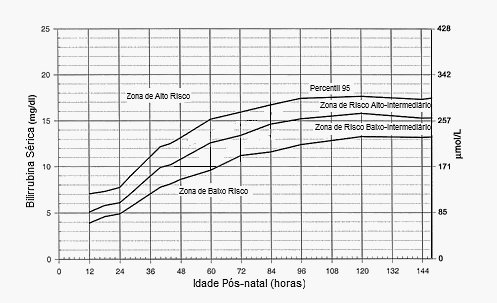 25
20
15
10
5
0
Bilirrubina Sérica (mg/dl)
Zona de Alto Risco
Percentil 95
Zona de Risco Alto-Intermediário
Zona de Risco Baixo-Intermediário
Zona de Baixo Risco
428
342
257
171
85
0
µmol/L
0 12 24 36 48 60 72 84 96 108 120 132 144
Idade Pós-natal (horas)